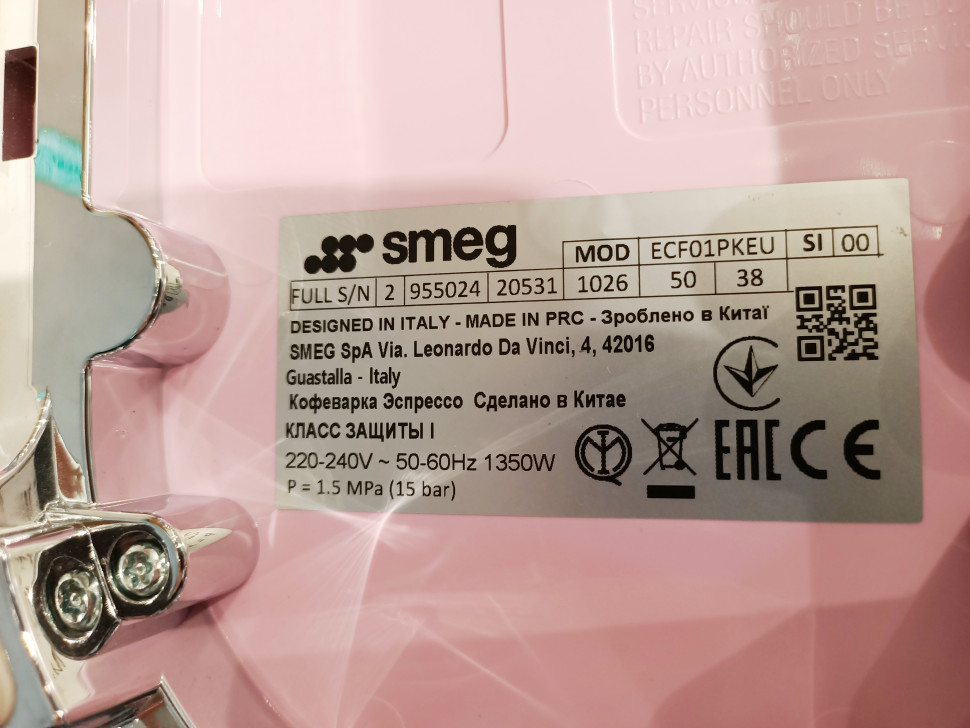 SERVICE
REPAIR SHOULD BE
BY AUTHORIZED
PERSONNEL ONLY
smeg
MOD ECF01PKEU SI 00
FULL S/N 2 955024 20531 1026 50 38
DESIGNED IN ITALY - MADE IN PRC - Зроблено в Китаї
SMEG SpA Via. Leonardo Da Vinci, 4, 42016
Guastalla - Italy
Кофеварка Эспрессо Сделано в Китае
КЛАСС ЗАЩИТЫ I
220-240V ~ 50-60Hz 1350W
P = 1.5 MPa (15 bar)
EAC CE